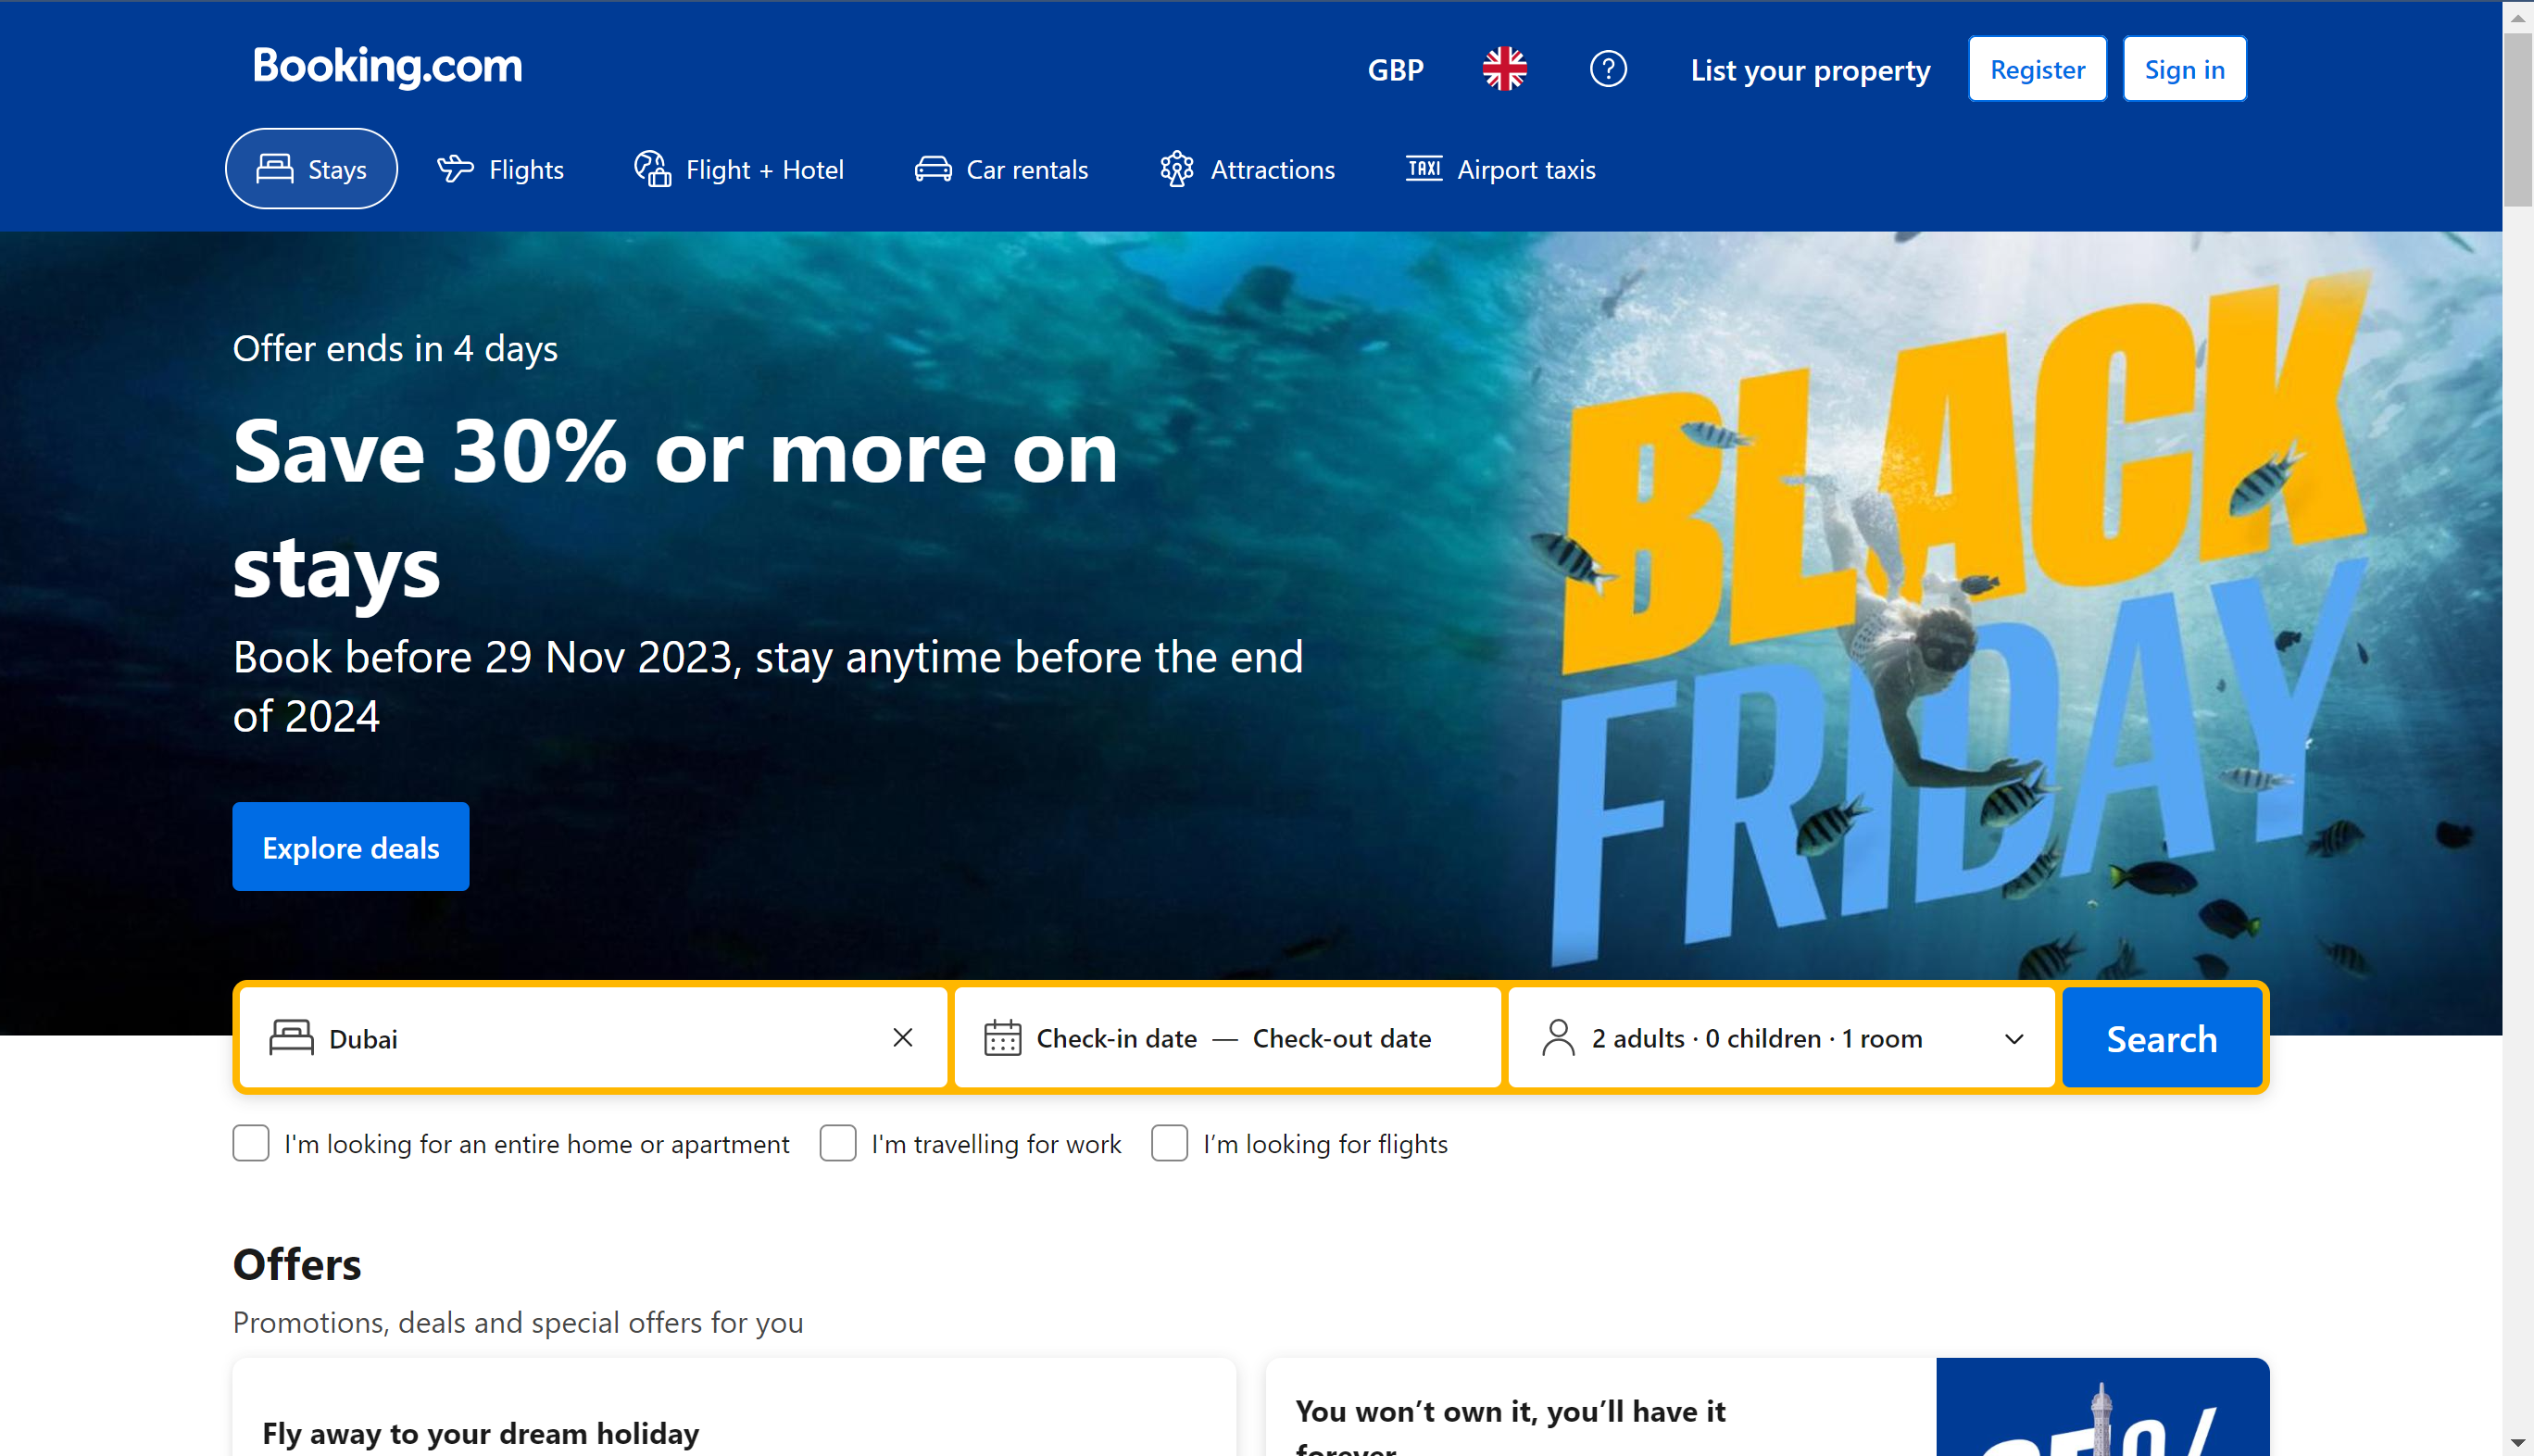 Booking.com
GBP
List your property
Register
Sign in
Stays
Flights
Flight + Hotel
Car rentals
Attractions
TAXI
Airport taxis
Offer ends in 4 days
Save 30% or more on
stays
Book before 29 Nov 2023, stay anytime before the end
of 2024
Explore deals
BLACK
FRIDAY
Dubai
Check-in date — Check-out date
2 adults · 0 children · 1 room
Search
I'm looking for an entire home or apartment
I'm travelling for work
I’m looking for flights
Offers
Promotions, deals and special offers for you
Fly away to your dream holiday
You won’t own it, you’ll have it
forever